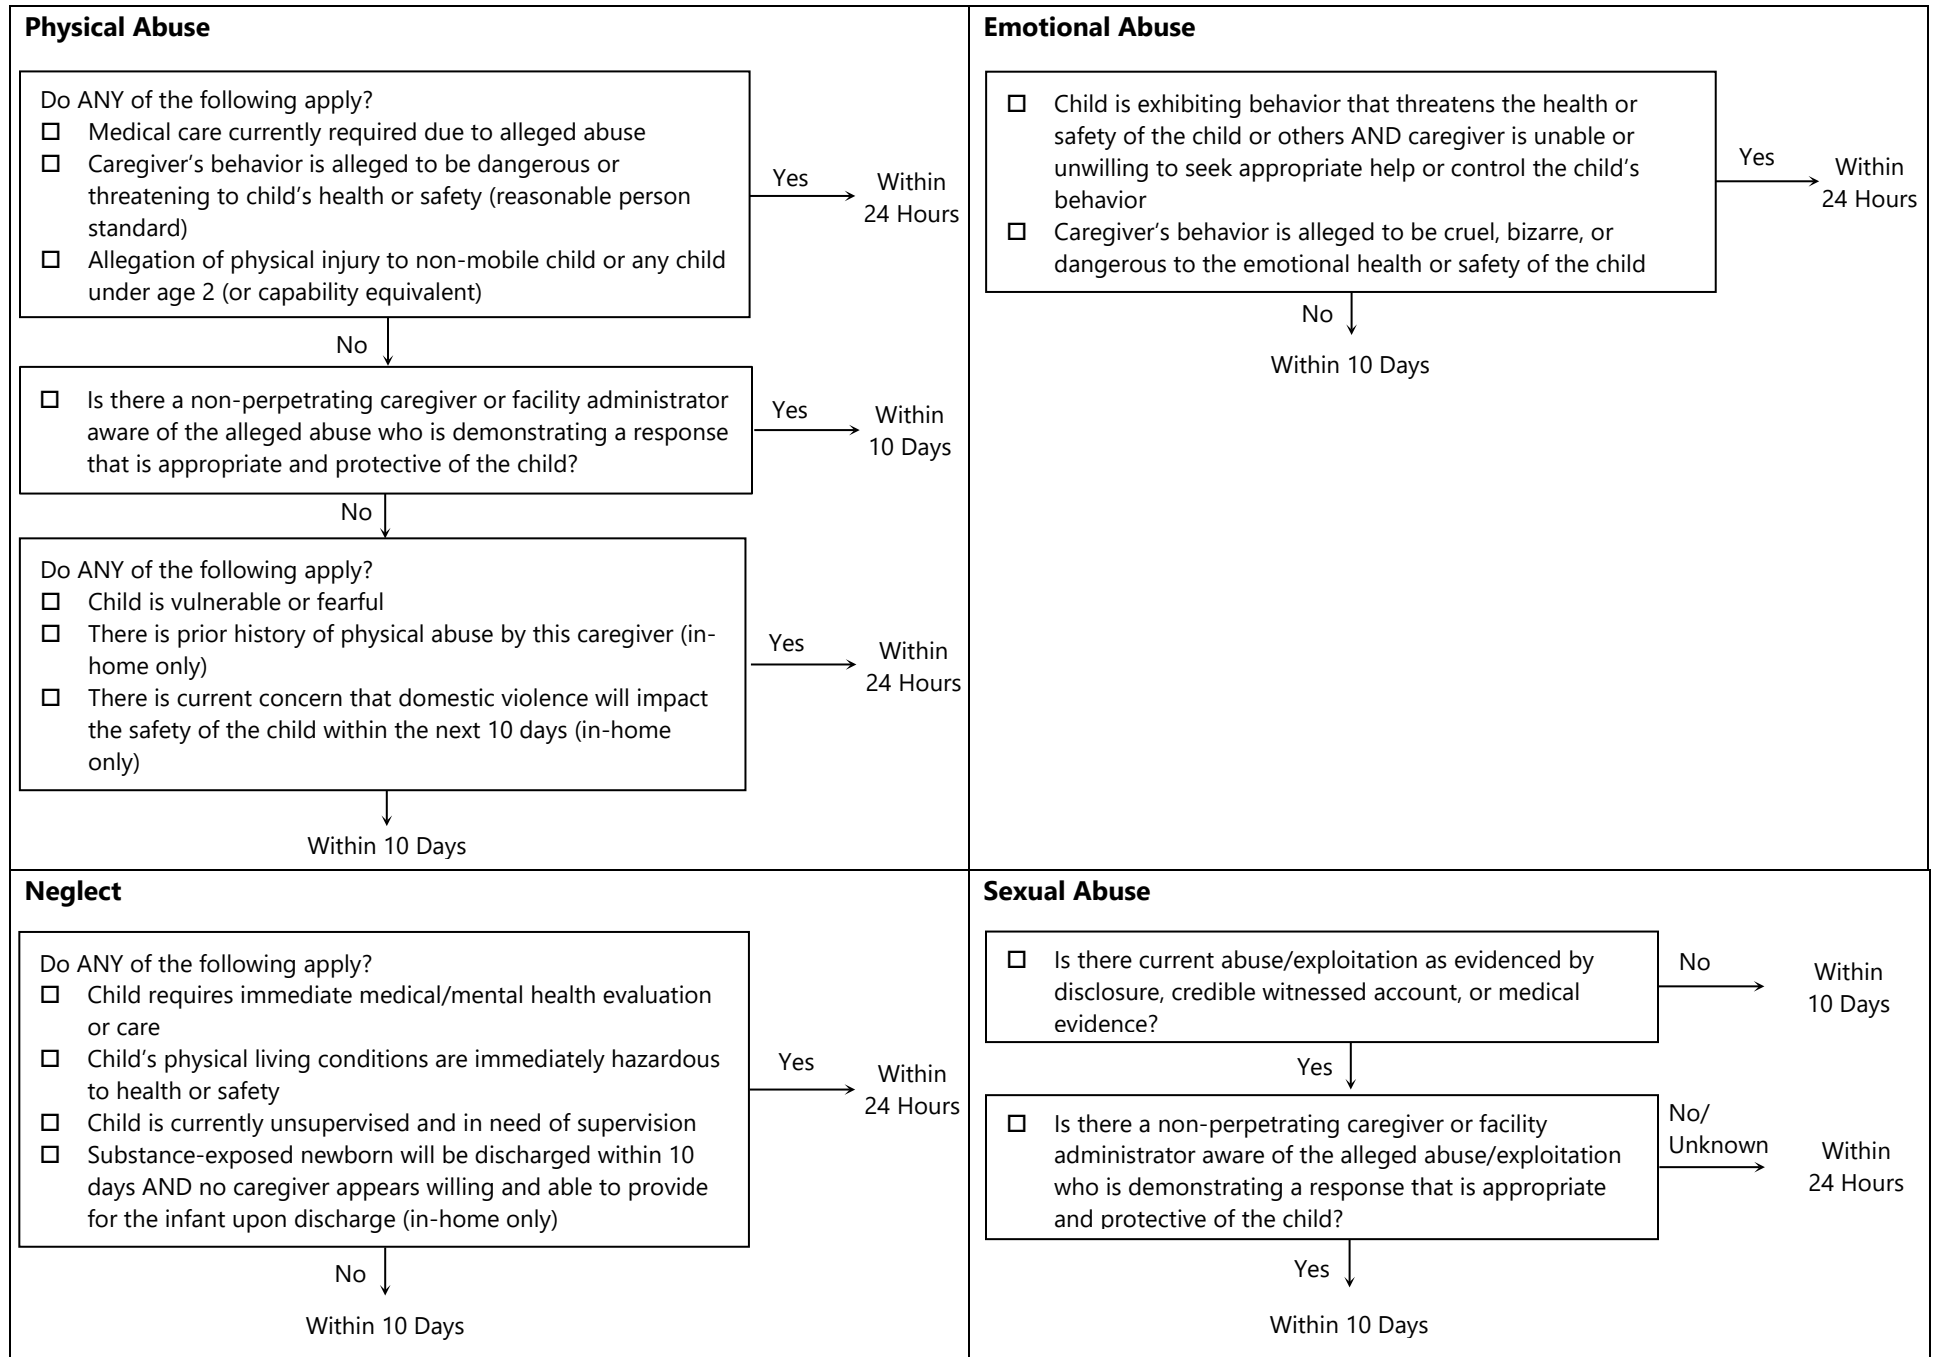 Physical Abuse
Do ANY of the following apply?
☐ Medical care currently required due to alleged abuse
☐ Caregiver’s behavior is alleged to be dangerous or
threatening to child’s health or safety (reasonable person
standard)
☐ Allegation of physical injury to non-mobile child or any child
under age 2 (or capability equivalent)
Yes
Within
24 Hours
No
☐ Is there a non-perpetrating caregiver or facility administrator
aware of the alleged abuse who is demonstrating a response
that is appropriate and protective of the child?
Yes
Within
10 Days
No
Do ANY of the following apply?
☐ Child is vulnerable or fearful
☐ There is prior history of physical abuse by this caregiver (in-
home only)
☐ There is current concern that domestic violence will impact
the safety of the child within the next 10 days (in-home
only)
Yes
Within
24 Hours
Within 10 Days
Emotional Abuse
☐ Child is exhibiting behavior that threatens the health or
safety of the child or others AND caregiver is unable or
unwilling to seek appropriate help or control the child’s
behavior
☐ Caregiver’s behavior is alleged to be cruel, bizarre, or
dangerous to the emotional health or safety of the child
Yes
Within
24 Hours
No
Within 10 Days
Neglect
Do ANY of the following apply?
☐ Child requires immediate medical/mental health evaluation
or care
☐ Child’s physical living conditions are immediately hazardous
to health or safety
☐ Child is currently unsupervised and in need of supervision
☐ Substance-exposed newborn will be discharged within 10
days AND no caregiver appears willing and able to provide
for the infant upon discharge (in-home only)
Yes
Within
24 Hours
No
Within 10 Days
Sexual Abuse
☐ Is there current abuse/exploitation as evidenced by
disclosure, credible witnessed account, or medical
evidence?
No
Within
10 Days
Yes
☐ Is there a non-perpetrating caregiver or facility
administrator aware of the alleged abuse/exploitation
who is demonstrating a response that is appropriate
and protective of the child?
No/
Unknown
Within
24 Hours
Yes
Within 10 Days